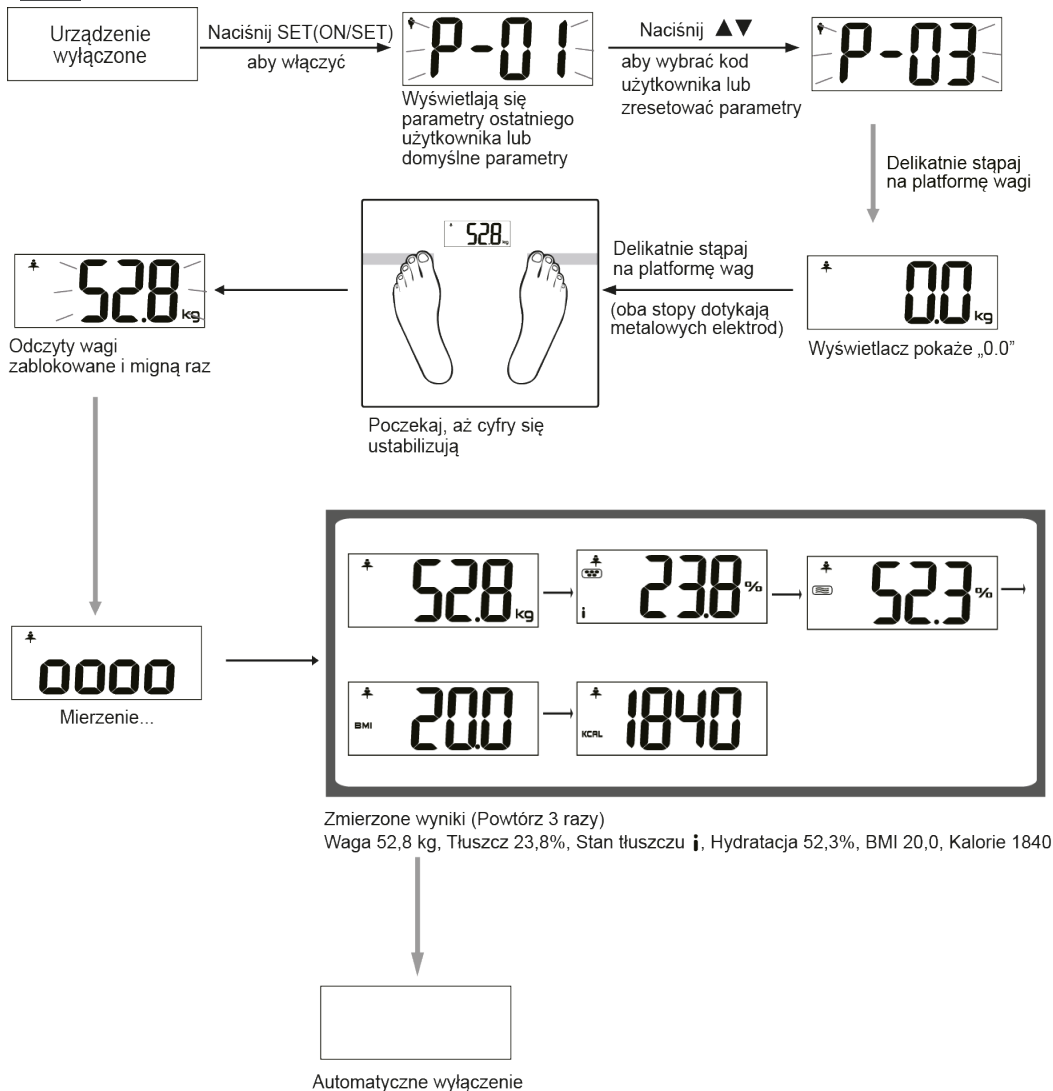 Urządzenie
wyłączone
Naciśnij SET(ON/SET)
aby włączyć
P-01
Wyświetlają się
parametry ostatniego
użytkownika lub
domyślne parametry
Naciśnij ▲▼
aby wybrać kod
użytkownika lub
zresetować parametry
P-03
Delikatnie stąpaj
na platformę wagi
0.0 kg
Wyświetlacz pokaże „0.0”
Delikatnie stąpaj
na platformę wag
(oba stopy dotykają
metalowych elektrod)
52.8 kg
Poczekaj, aż cyfry się
ustabilizują
52.8 kg
Odczyty wagi
zablokowane i migną raz
oooo
Mierzenie...
52.8 kg
i 23.8 %
52.3 %
BMI 20.0
KCAL 1840
Zmierzone wyniki (Powtórz 3 razy)
Waga 52,8 kg, Tłuszcz 23,8%, Stan tłuszczu i, Hydratacja 52,3%, BMI 20,0, Kalorie 1840
Automatyczne wyłączenie